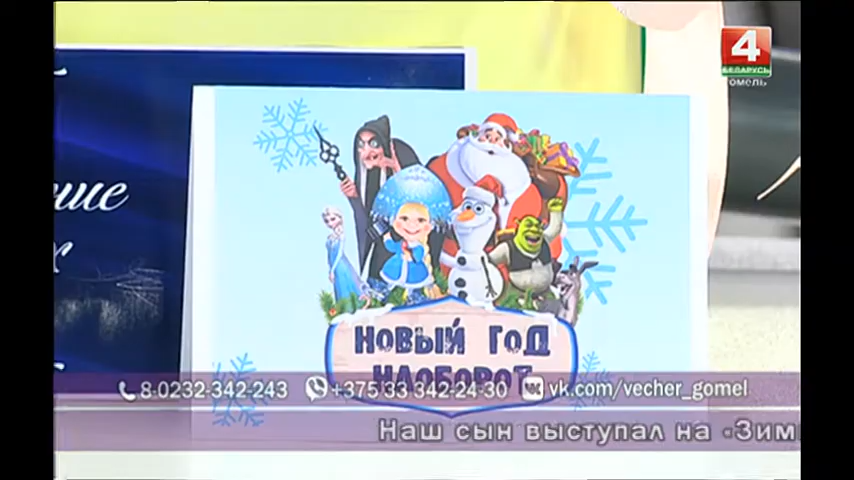 4
БЕЛАРУСЬ
ГОМЕЛЬ
НОВЫЙ ГОД
НАОБОРОТ
8-0232-342-243
+375 33 342-24-30
vk.com/vecher_gomel
Наш сын выступал на «Зим